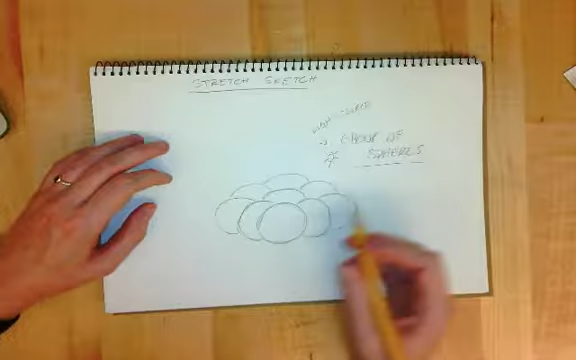 STRETCH SKETCH
LIGHT SOURCE
→ GROUP OF
SPHERES